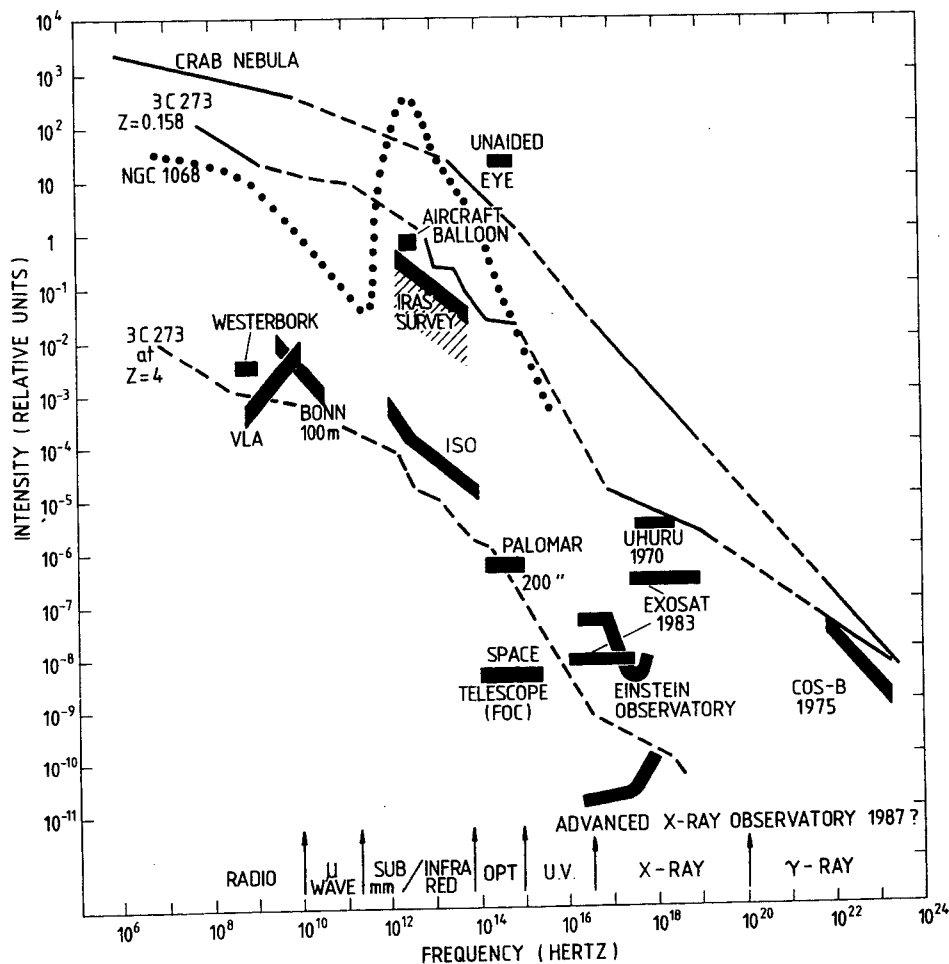 10⁴
10³
10²
10
1
10⁻¹
10⁻²
10⁻³
10⁻⁴
10⁻⁵
10⁻⁶
10⁻⁷
10⁻⁸
10⁻⁹
10⁻¹⁰
10⁻¹¹
INTENSITY (RELATIVE UNITS)
CRAB NEBULA
3C273
Z=0.158
NGC 1068
UNAIDED
EYE
AIRCRAFT
BALLOON
IRAS
SURVEY
WESTERBORK
3C273
at
Z=4
VLA
BONN
100m
ISO
PALOMAR
200"
UHURU
1970
EXOSAT
1983
SPACE
TELESCOPE
(FOC)
EINSTEIN
OBSERVATORY
COS-B
1975
ADVANCED X-RAY OBSERVATORY 1987?
RADIO
μ
WAVE
SUB
mm
/INFRA
RED
OPT
U.V.
X-RAY
γ-RAY
10⁶
10⁸
10¹⁰
10¹²
10¹⁴
10¹⁶
10¹⁸
10²⁰
10²²
10²⁴
FREQUENCY (HERTZ)